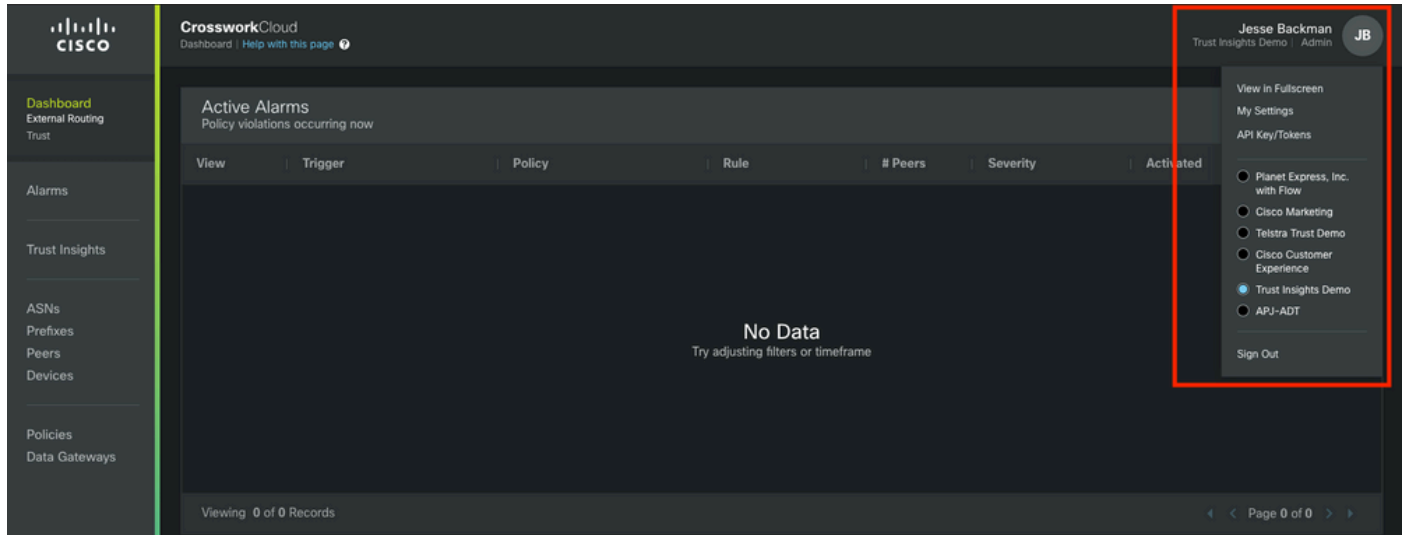 CISCO
CrossworkCloud
Dashboard | Help with this page ?
Jesse Backman
Trust Insights Demo | Admin
JB
Dashboard
External Routing
Trust
Alarms
Trust Insights
ASNs
Prefixes
Peers
Devices
Policies
Data Gateways
Active Alarms
Policy violations occurring now
View | Trigger | Policy | Rule | # Peers | Severity | Activated
No Data
Try adjusting filters or timeframe
Viewing 0 of 0 Records
Page 0 of 0
View in Fullscreen
My Settings
API Key/Tokens
Planet Express, Inc.
with Flow
Cisco Marketing
Telstra Trust Demo
Cisco Customer
Experience
Trust Insights Demo
APJ-ADT
Sign Out